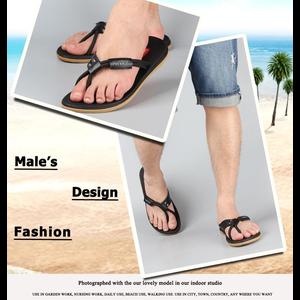 Male's
Design
Fashion
Photographed with the our lovely model in our indoor studio
USE IN GARDEN WORK, NURSING WORK, DAILY USE, BEACH USE, WALKING USE. USE IN CITY, TOWN, COUNTRY, ANY WHERE YOU WANT